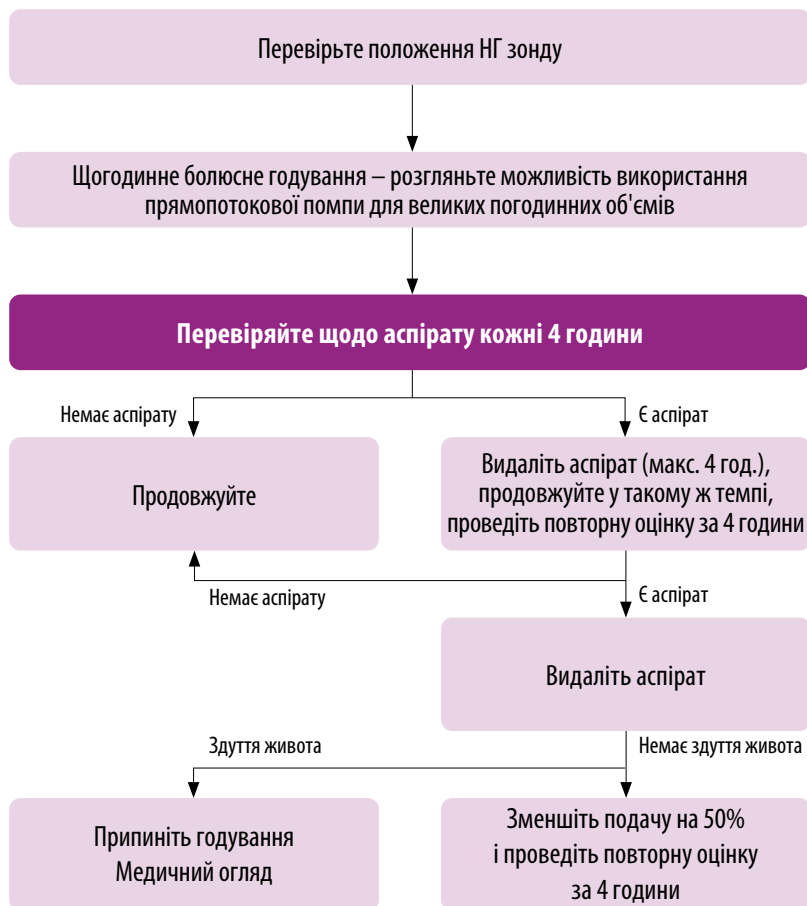 Перевірьте положення НГ зонду
Щогодинне болюсне годування – розгляньте можливість використання
прямопотокової помпи для великих погодинних об'ємів
Перевіряйте щодо аспірату кожні 4 години
Немає аспірату
Є аспірат
Продовжуйте
Видаліть аспірат (макс. 4 год.),
продовжуйте у такому ж темпі,
проведіть повторну оцінку за 4 години
Немає аспірату
Є аспірат
Видаліть аспірат
Здуття живота
Немає здуття живота
Припиніть годування
Медичний огляд
Зменшіть подачу на 50%
і проведіть повторну оцінку
за 4 години